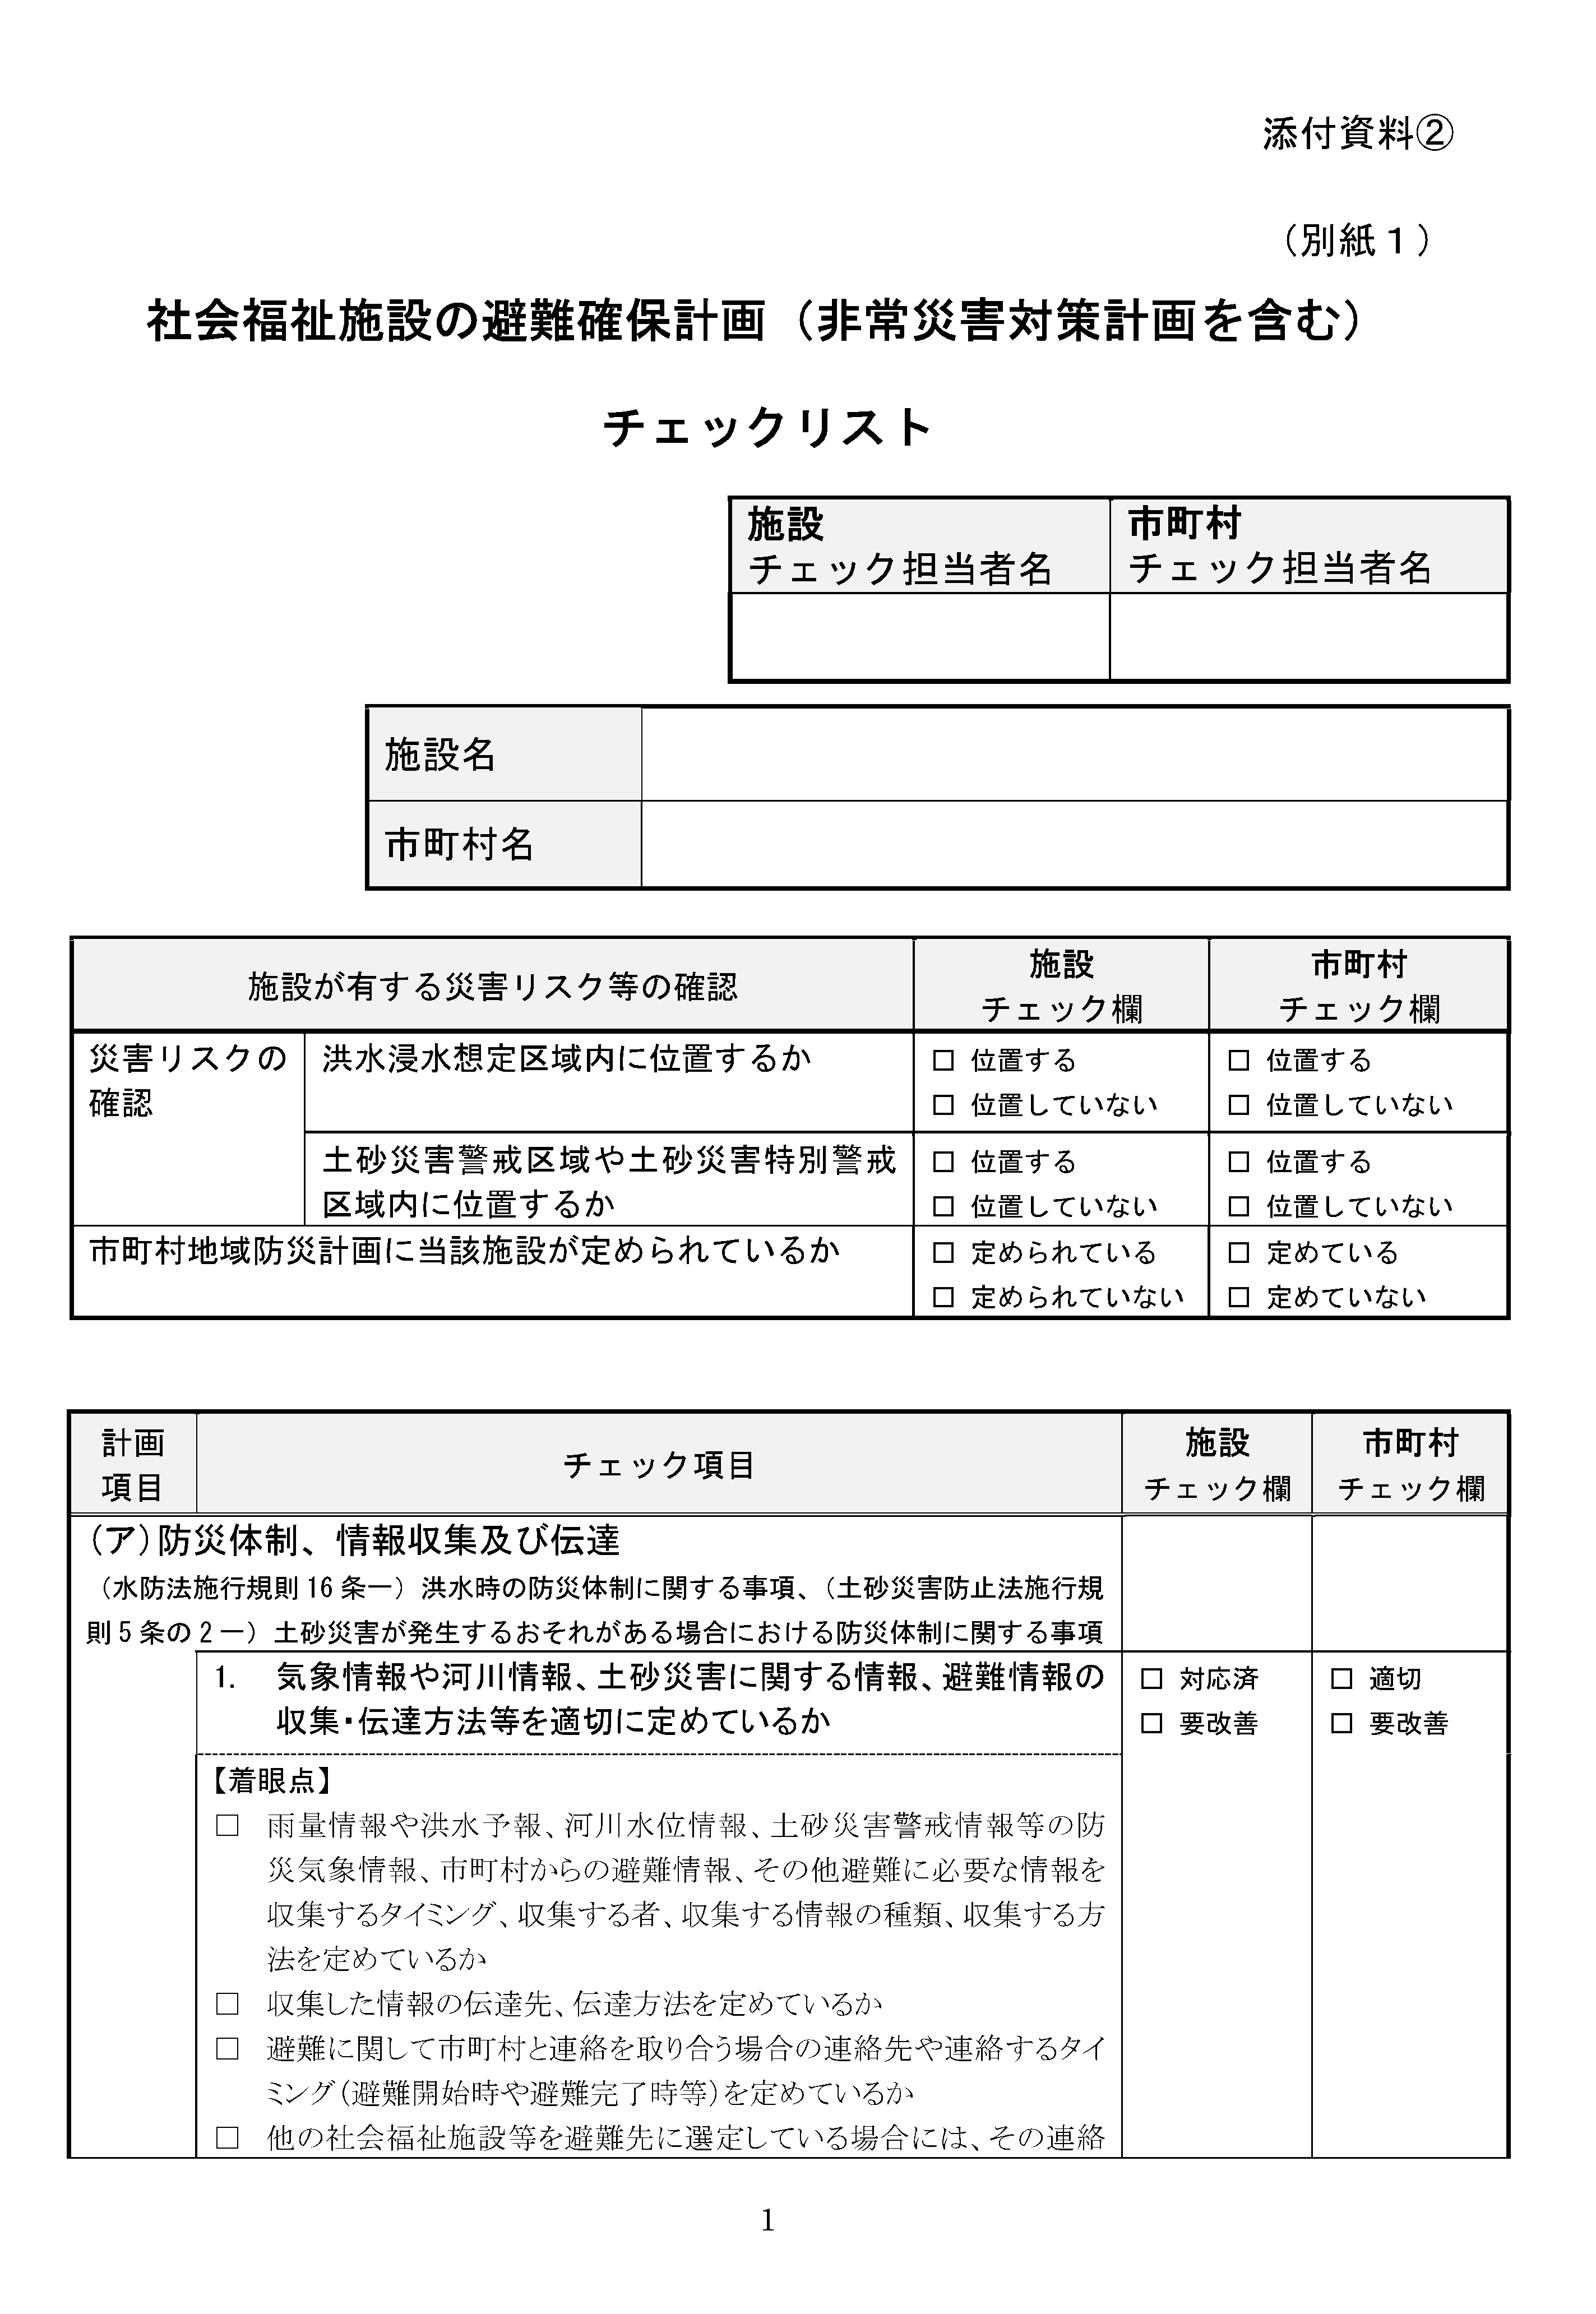 添付資料②
（別紙１）
社会福祉施設の避難確保計画（非常災害対策計画を含む）
チェックリスト
施設
チェック担当者名
市町村
チェック担当者名
施設名
市町村名
施設が有する災害リスク等の確認
施設
チェック欄
市町村
チェック欄
災害リスクの
確認
洪水浸水想定区域内に位置するか
□ 位置する
□ 位置していない
□ 位置する
□ 位置していない
土砂災害警戒区域や土砂災害特別警戒
区域内に位置するか
□ 位置する
□ 位置していない
□ 位置する
□ 位置していない
市町村地域防災計画に当該施設が定められているか
□ 定められている
□ 定められていない
□ 定めている
□ 定めていない
計画
項目
チェック項目
施設
チェック欄
市町村
チェック欄
（ア）防災体制、情報収集及び伝達
（水防法施行規則 16 条一）洪水時の防災体制に関する事項、（土砂災害防止法施行規
則 5 条の 2 一）土砂災害が発生するおそれがある場合における防災体制に関する事項
1. 気象情報や河川情報、土砂災害に関する情報、避難情報の
収集・伝達方法等を適切に定めているか
□ 対応済
□ 要改善
□ 適切
□ 要改善
【着眼点】
□ 雨量情報や洪水予報、河川水位情報、土砂災害警戒情報等の防
災気象情報、市町村からの避難情報、その他避難に必要な情報を
収集するタイミング、収集する者、収集する情報の種類、収集する方
法を定めているか
□ 収集した情報の伝達先、伝達方法を定めているか
□ 避難に関して市町村と連絡を取り合う場合の連絡先や連絡するタイ
ミング（避難開始時や避難完了時等）を定めているか
□ 他の社会福祉施設等を避難先に選定している場合には、その連絡
1